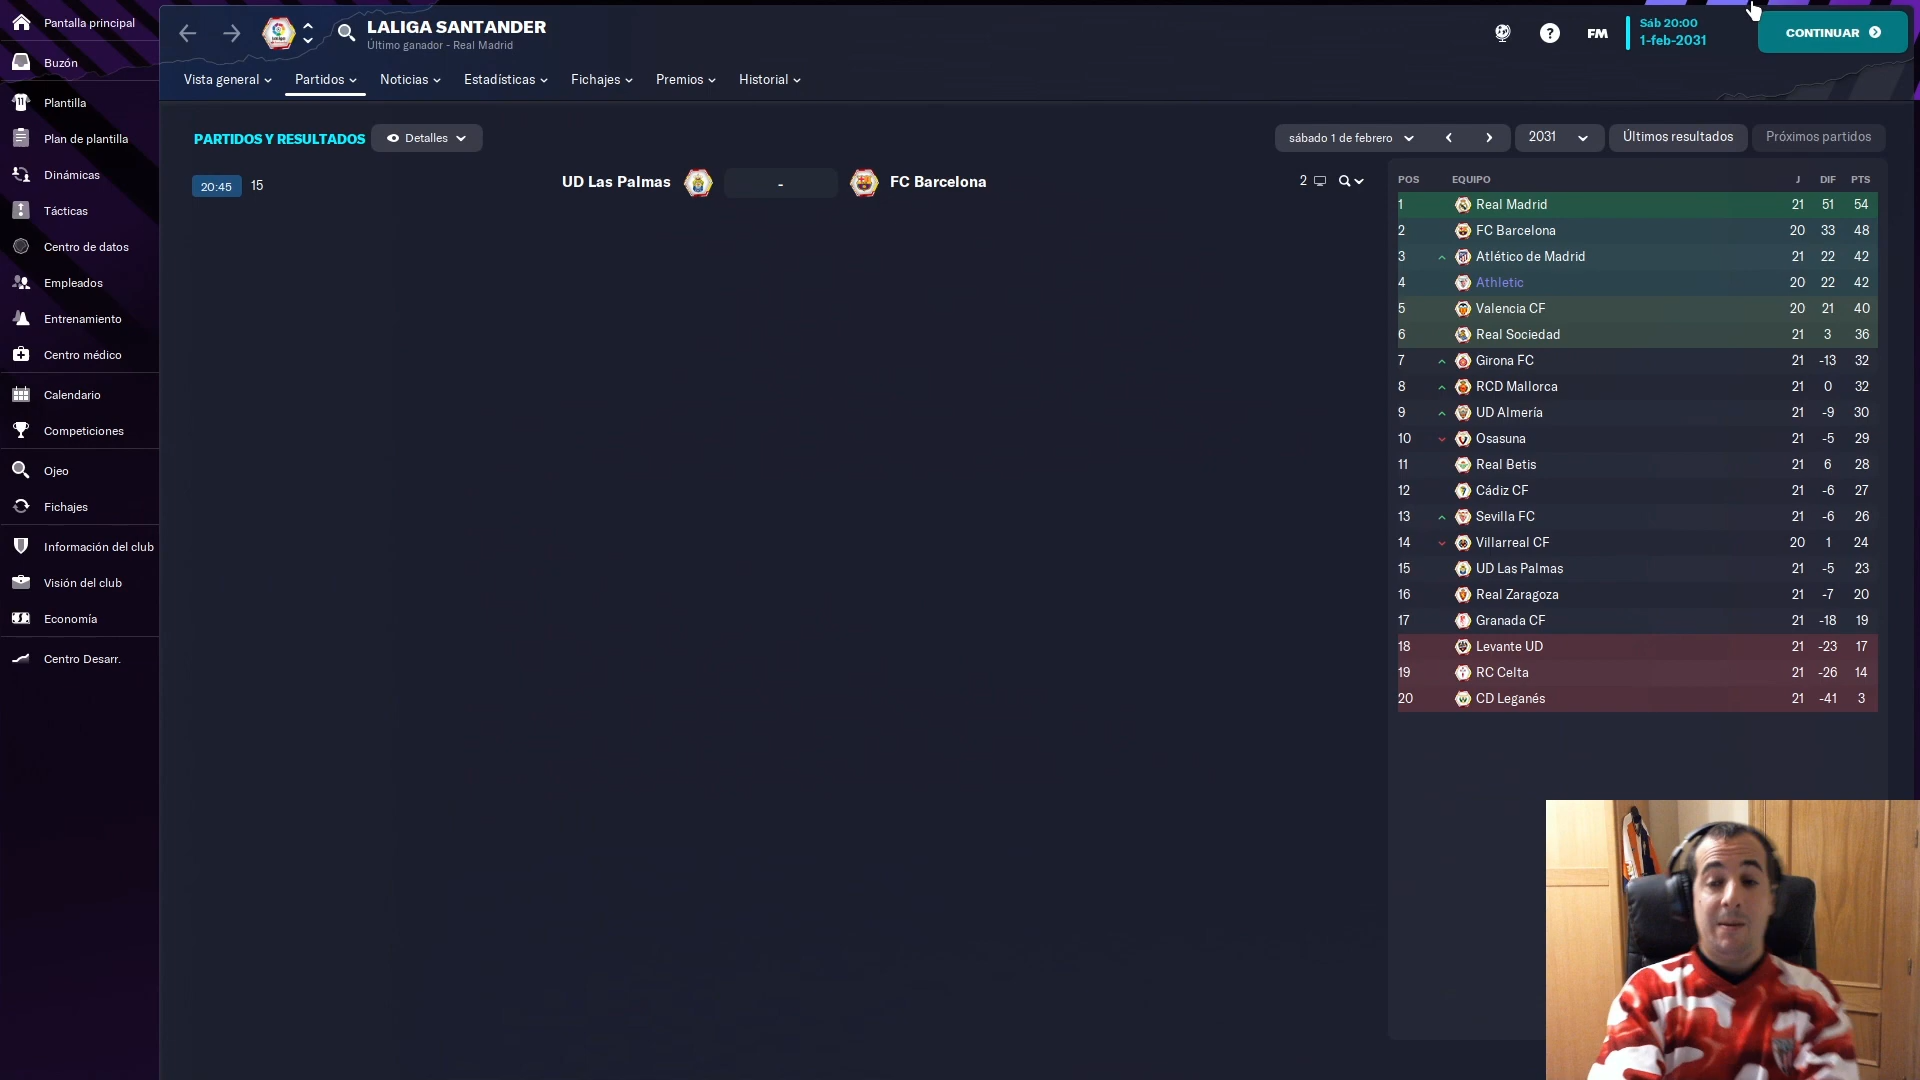 Pantalla principal
Buzón
Plantilla
Plan de plantilla
Dinámicas
Tácticas
Centro de datos
Empleados
Entrenamiento
Centro médico
Calendario
Competiciones
Ojeo
Fichajes
Información del club
Visión del club
Economía
Centro Desarr.
LALIGA SANTANDER
Último ganador - Real Madrid
FM
Sáb 20:00
1-feb-2031
CONTINUAR
Vista general Partidos Noticias Estadísticas Fichajes Premios Historial
PARTIDOS Y RESULTADOS Detalles
sábado 1 de febrero 2031 Últimos resultados Próximos partidos
20:45 15 UD Las Palmas - FC Barcelona 2
POS EQUIPO J DIF PTS
1 Real Madrid 21 51 54
2 FC Barcelona 20 33 48
3 Atlético de Madrid 21 22 42
4 Athletic 20 22 42
5 Valencia CF 20 21 40
6 Real Sociedad 21 3 36
7 Girona FC 21 -13 32
8 RCD Mallorca 21 0 32
9 UD Almería 21 -9 30
10 Osasuna 21 -5 29
11 Real Betis 21 6 28
12 Cádiz CF 21 -6 27
13 Sevilla FC 21 -6 26
14 Villarreal CF 20 1 24
15 UD Las Palmas 21 -5 23
16 Real Zaragoza 21 -7 20
17 Granada CF 21 -18 19
18 Levante UD 21 -23 17
19 RC Celta 21 -26 14
20 CD Leganés 21 -41 3